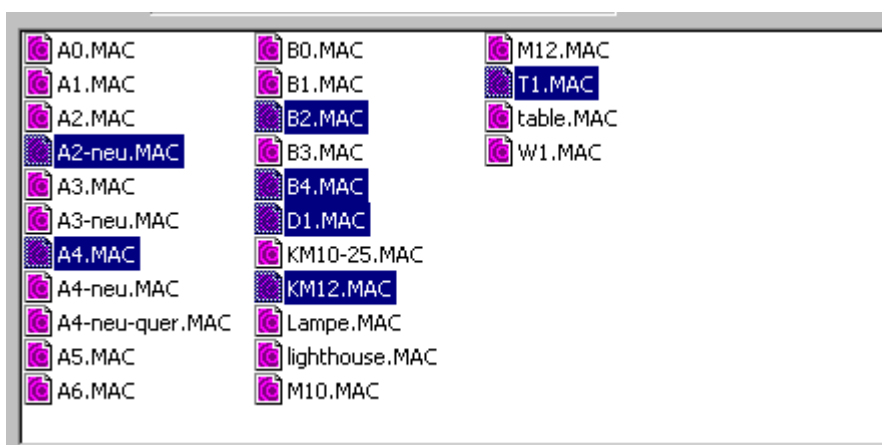 A0.MAC
A1.MAC
A2.MAC
A2-neu.MAC
A3.MAC
A3-neu.MAC
A4.MAC
A4-neu.MAC
A4-neu-quer.MAC
A5.MAC
A6.MAC
B0.MAC
B1.MAC
B2.MAC
B3.MAC
B4.MAC
D1.MAC
KM10-25.MAC
KM12.MAC
Lampe.MAC
lighthouse.MAC
M10.MAC
M12.MAC
T1.MAC
table.MAC
W1.MAC